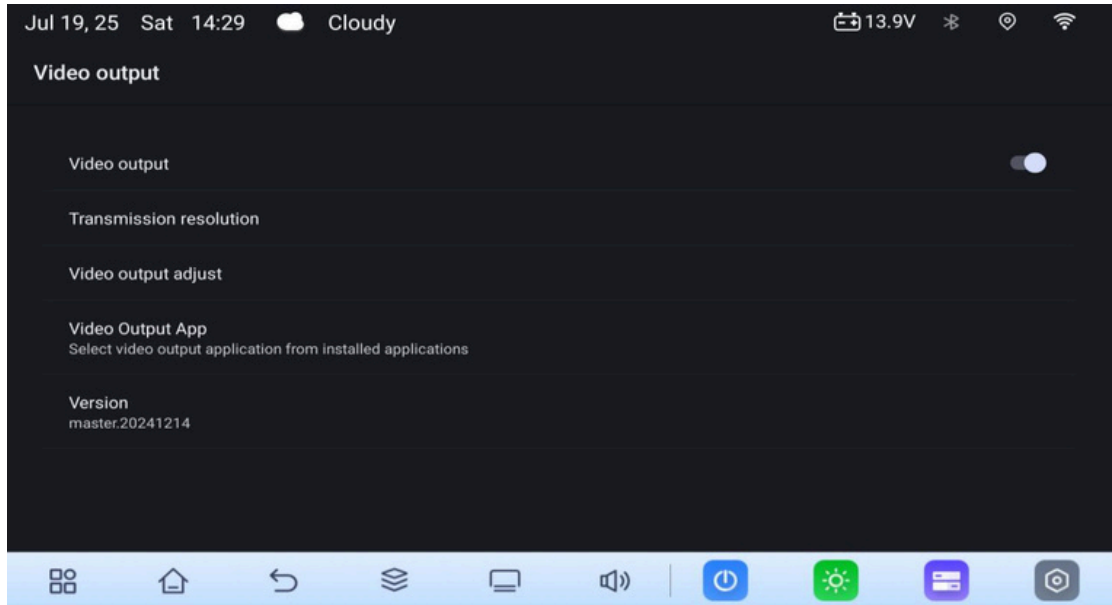 Jul 19, 25 Sat 14:29 Cloudy 13.9V
Video output
Video output
Transmission resolution
Video output adjust
Video Output App
Select video output application from installed applications
Version
master.20241214